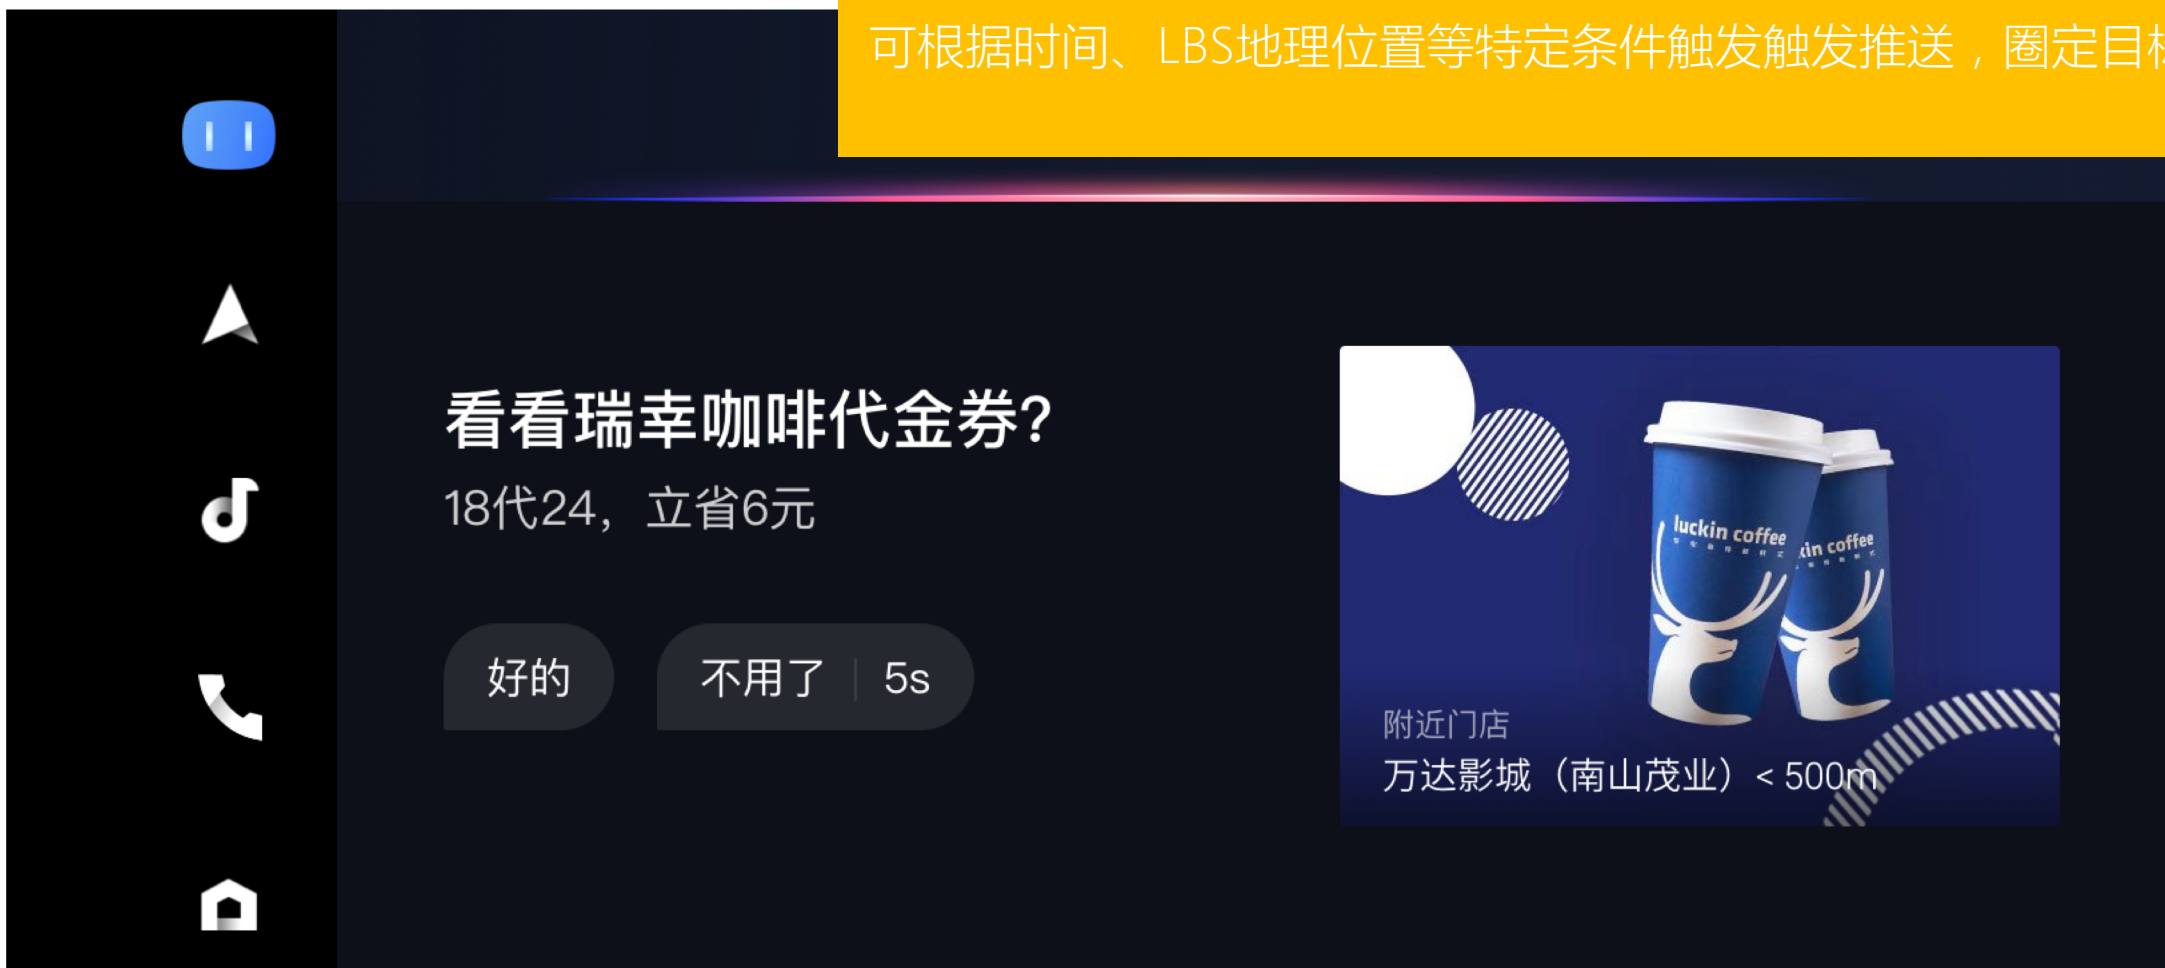 可根据时间、LBS地理位置等特定条件触发触发推送，圈定目标
看看瑞幸咖啡代金券?
18代24，立省6元
好的
不用了 | 5s
luckin coffee
kin coffee
附近门店
万达影城（南山茂业）< 500m